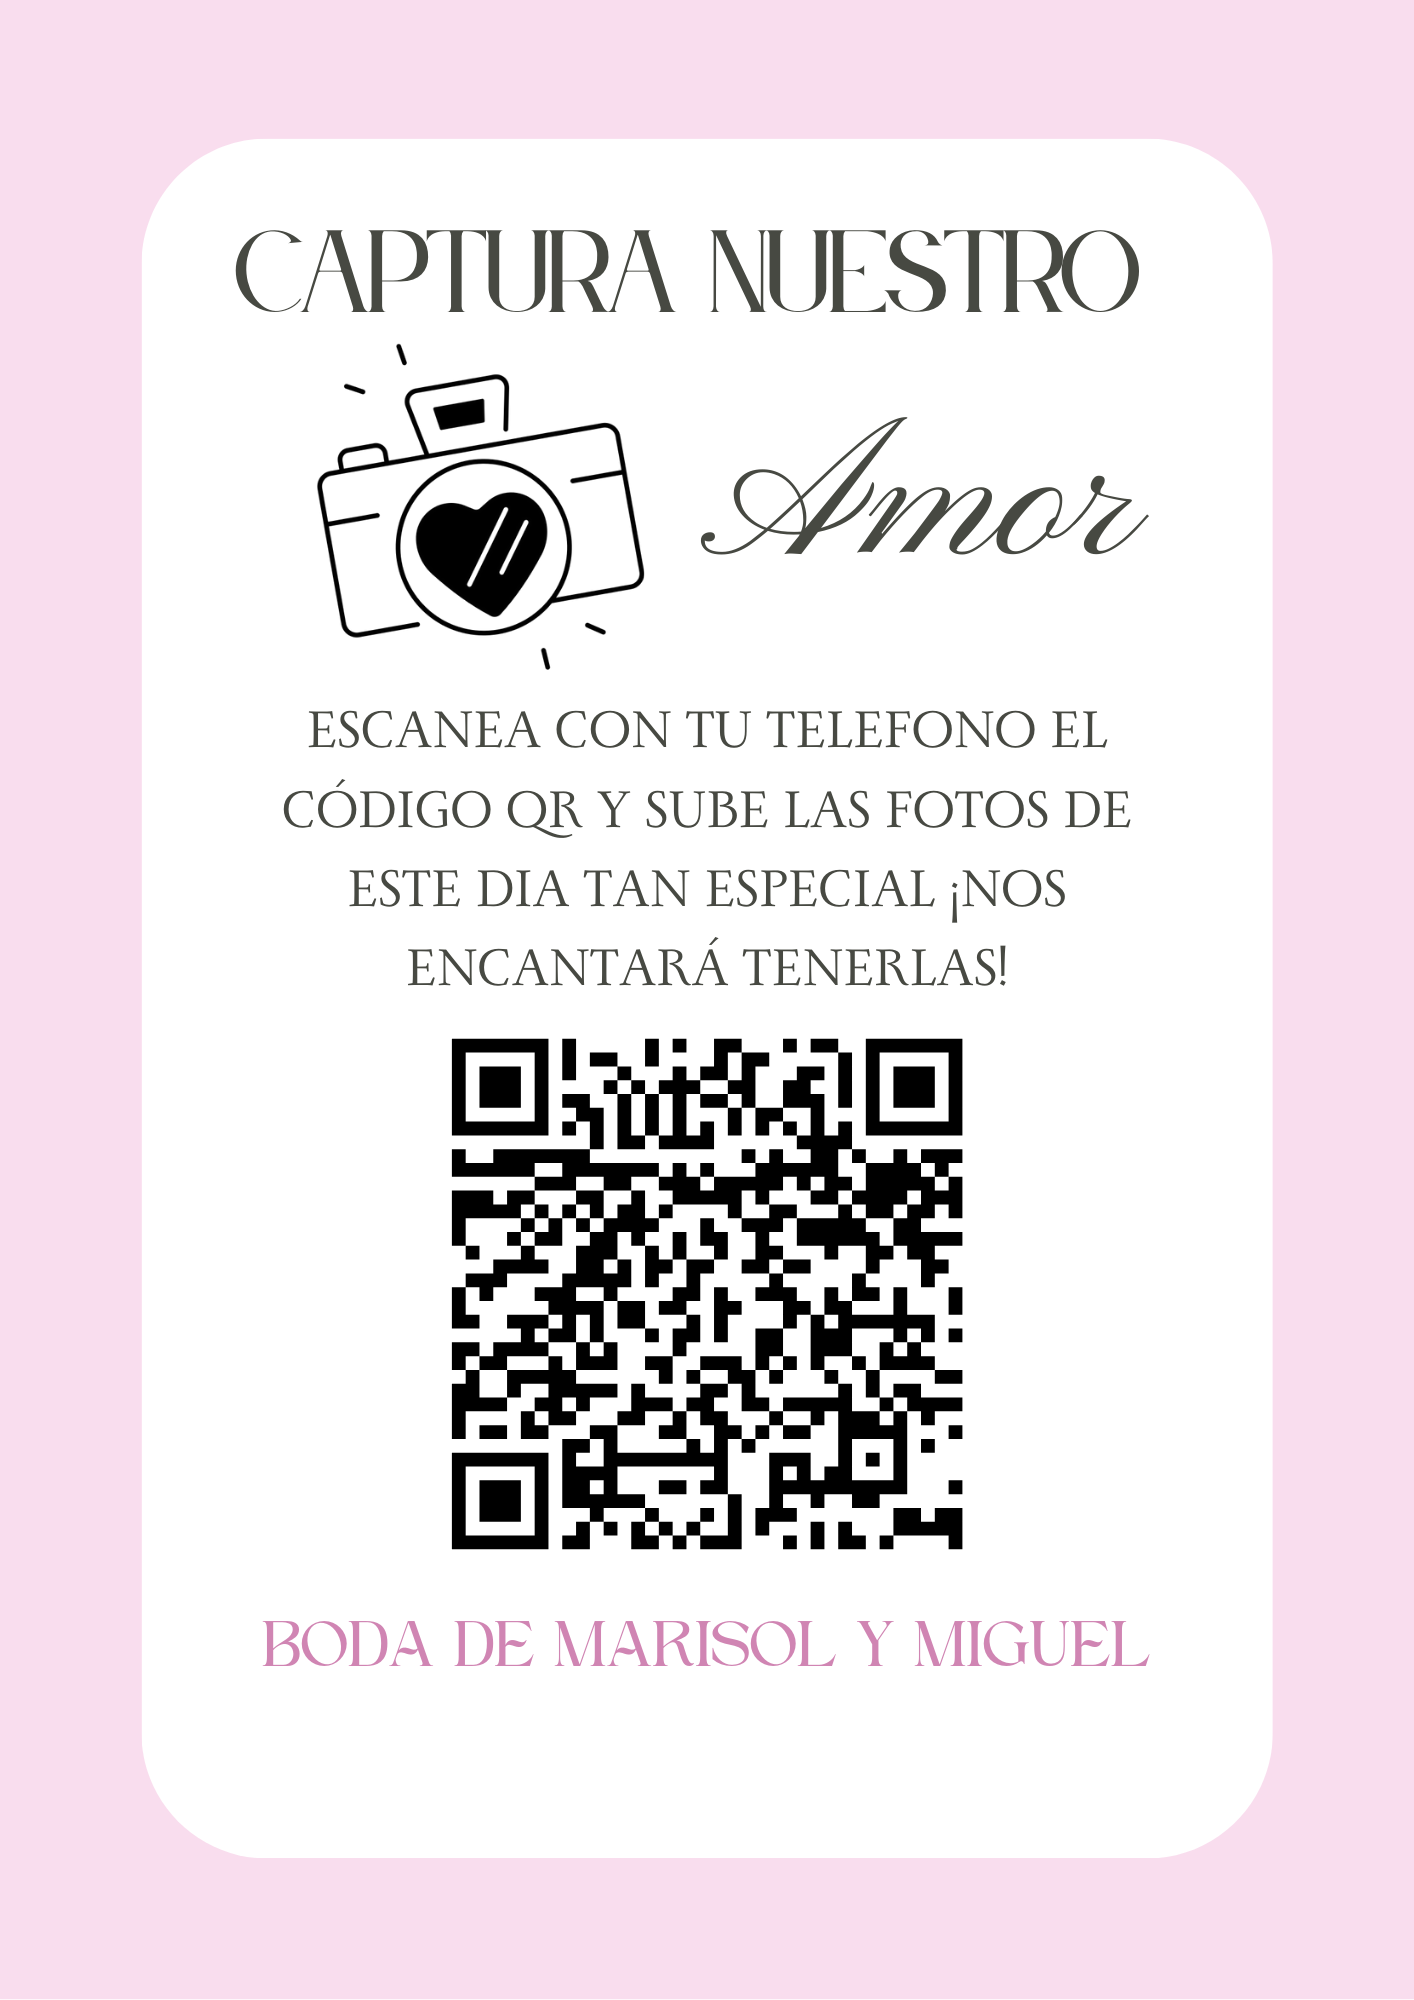 CAPTURA NUESTRO
Amor
ESCANEA CON TU TELEFONO EL
CÓDIGO QR Y SUBE LAS FOTOS DE
ESTE DIA TAN ESPECIAL ¡NOS
ENCANTARÁ TENERLAS!
BODA DE MARISOL Y MIGUEL